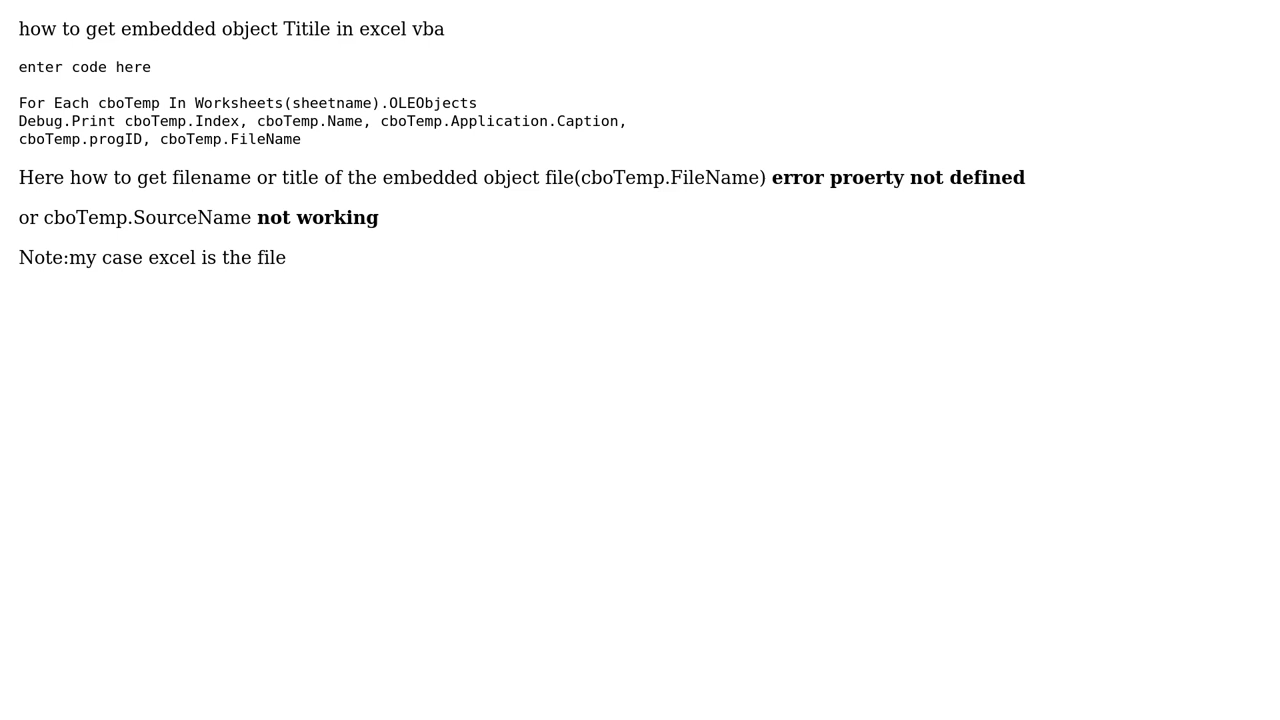 how to get embedded object Titile in excel vba
enter code here
For Each cboTemp In Worksheets(sheetname).OLEObjects
Debug.Print cboTemp.Index, cboTemp.Name, cboTemp.Application.Caption,
cboTemp.progID, cboTemp.FileName
Here how to get filename or title of the embedded object file(cboTemp.FileName) error proerty not defined
or cboTemp.SourceName not working
Note:my case excel is the file